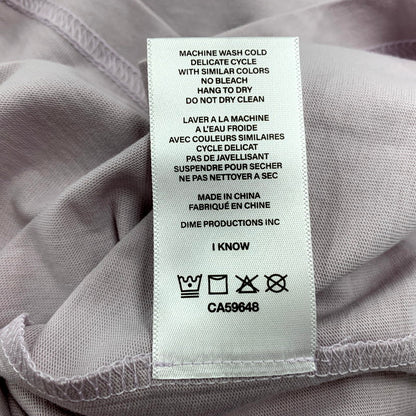 MACHINE WASH COLD
DELICATE CYCLE
WITH SIMILAR COLORS
NO BLEACH
HANG TO DRY
DO NOT DRY CLEAN
LAVER A LA MACHINE
A L'EAU FROIDE
AVEC COULEURS SIMILAIRES
CYCLE DELICAT
PAS DE JAVELLISANT
SUSPENDRE POUR SECHER
NE PAS NETTOYER A SEC
MADE IN CHINA
FABRIQUÉ EN CHINE
DIME PRODUCTIONS INC
I KNOW
CA59648